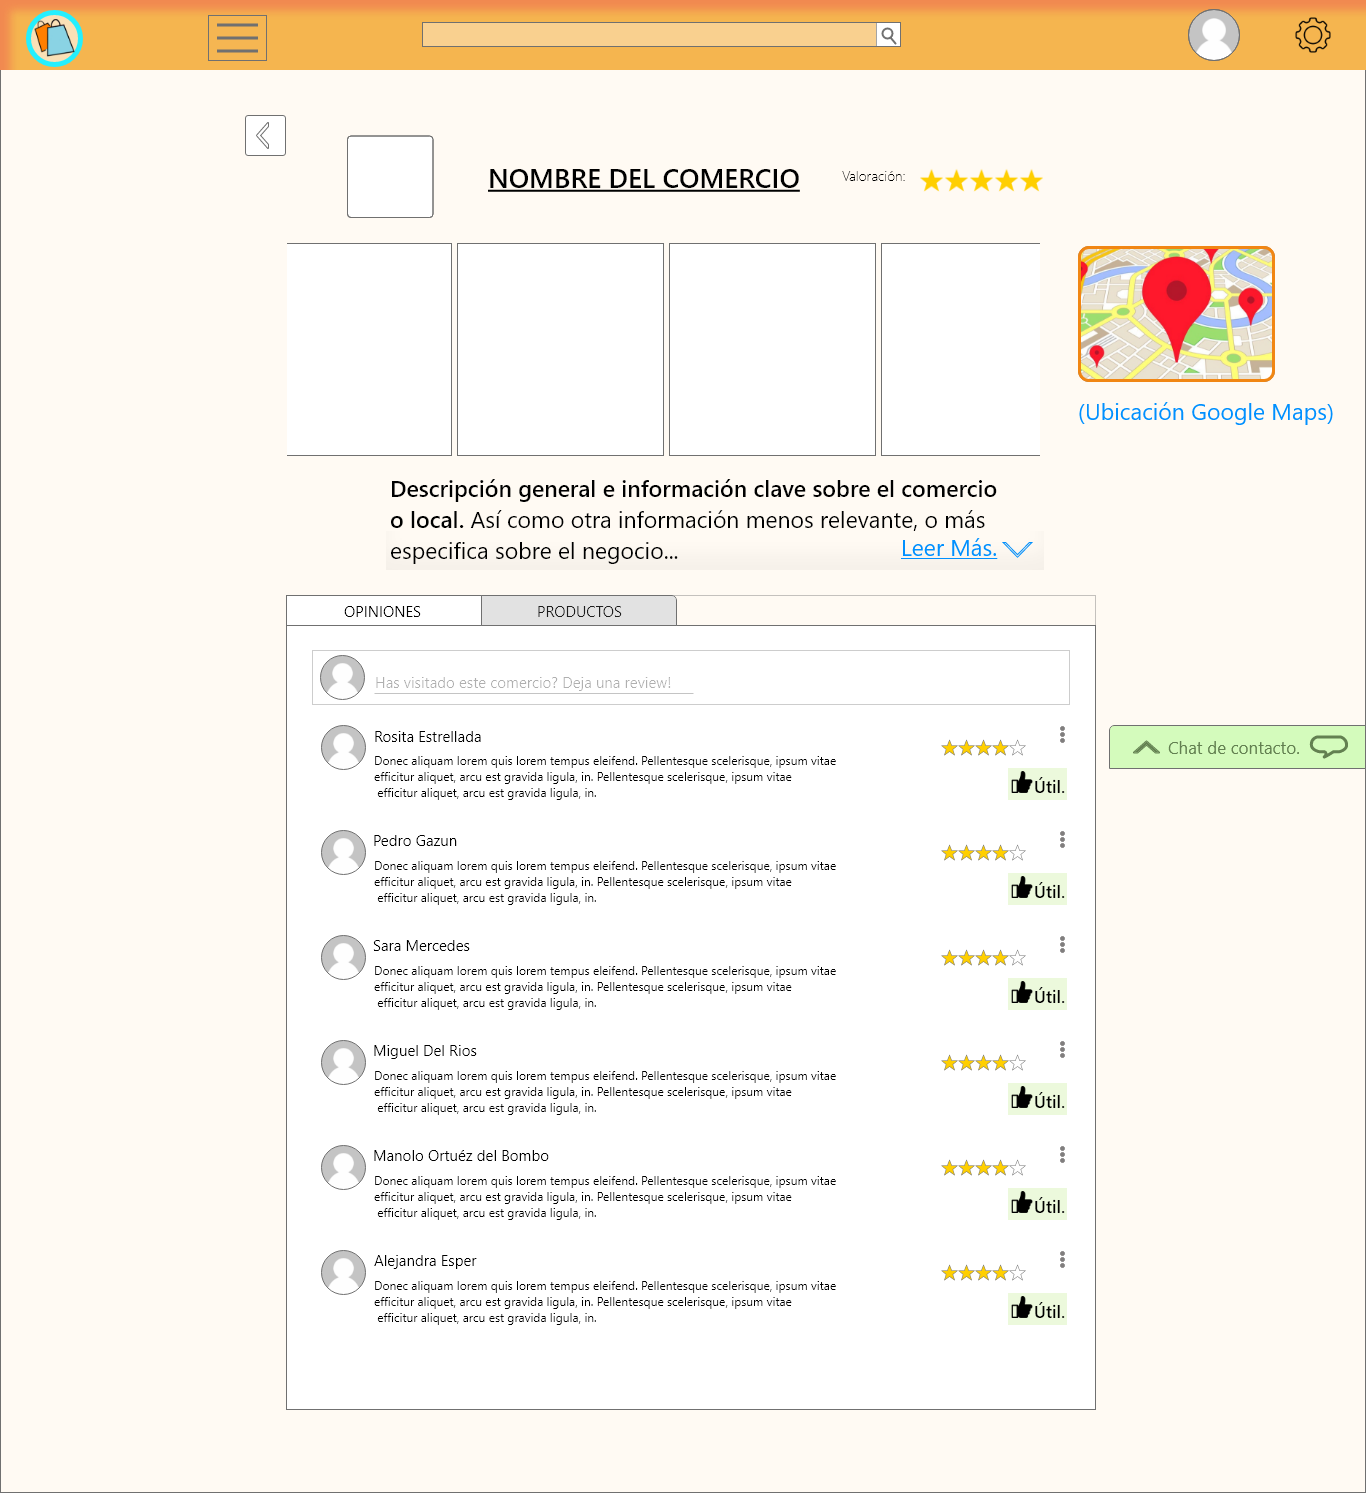 NOMBRE DEL COMERCIO
Valoración:
(Ubicación Google Maps)
Descripción general e información clave sobre el comercio
o local. Así como otra información menos relevante, o más
especifica sobre el negocio...
Leer Más.
OPINIONES
PRODUCTOS
Has visitado este comercio? Deja una review!
Chat de contacto.
Rosita Estrellada
Donec aliquam lorem quis lorem tempus eleifend. Pellentesque scelerisque, ipsum vitae
efficitur aliquet, arcu est gravida ligula, in. Pellentesque scelerisque, ipsum vitae
efficitur aliquet, arcu est gravida ligula, in.
Útil.
Pedro Gazun
Donec aliquam lorem quis lorem tempus eleifend. Pellentesque scelerisque, ipsum vitae
efficitur aliquet, arcu est gravida ligula, in. Pellentesque scelerisque, ipsum vitae
efficitur aliquet, arcu est gravida ligula, in.
Útil.
Sara Mercedes
Donec aliquam lorem quis lorem tempus eleifend. Pellentesque scelerisque, ipsum vitae
efficitur aliquet, arcu est gravida ligula, in. Pellentesque scelerisque, ipsum vitae
efficitur aliquet, arcu est gravida ligula, in.
Útil.
Miguel Del Rios
Donec aliquam lorem quis lorem tempus eleifend. Pellentesque scelerisque, ipsum vitae
efficitur aliquet, arcu est gravida ligula, in. Pellentesque scelerisque, ipsum vitae
efficitur aliquet, arcu est gravida ligula, in.
Útil.
Manolo Ortuéz del Bombo
Donec aliquam lorem quis lorem tempus eleifend. Pellentesque scelerisque, ipsum vitae
efficitur aliquet, arcu est gravida ligula, in. Pellentesque scelerisque, ipsum vitae
efficitur aliquet, arcu est gravida ligula, in.
Útil.
Alejandra Esper
Donec aliquam lorem quis lorem tempus eleifend. Pellentesque scelerisque, ipsum vitae
efficitur aliquet, arcu est gravida ligula, in. Pellentesque scelerisque, ipsum vitae
efficitur aliquet, arcu est gravida ligula, in.
Útil.